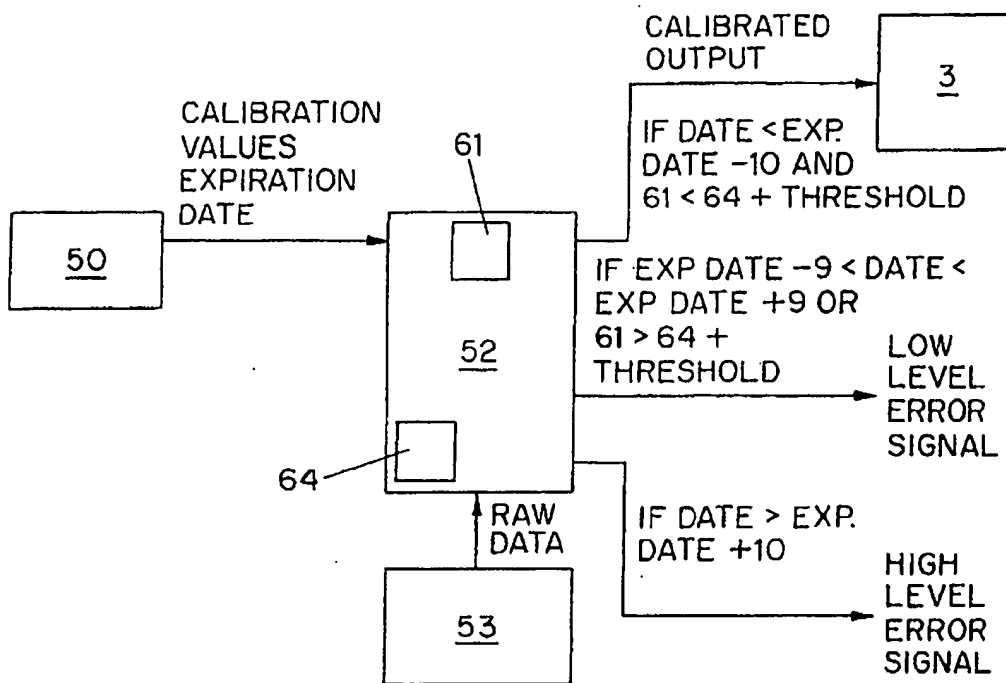 CALIBRATED
OUTPUT
3
CALIBRATION
VALUES
EXPIRATION
DATE
61
IF DATE < EXP.
DATE -10 AND
61 < 64 + THRESHOLD
50
IF EXP DATE -9 < DATE <
EXP DATE +9 OR
61 > 64 +
THRESHOLD
52
LOW
LEVEL
ERROR
SIGNAL
64
RAW
DATA
IF DATE > EXP.
DATE +10
53
HIGH
LEVEL
ERROR
SIGNAL